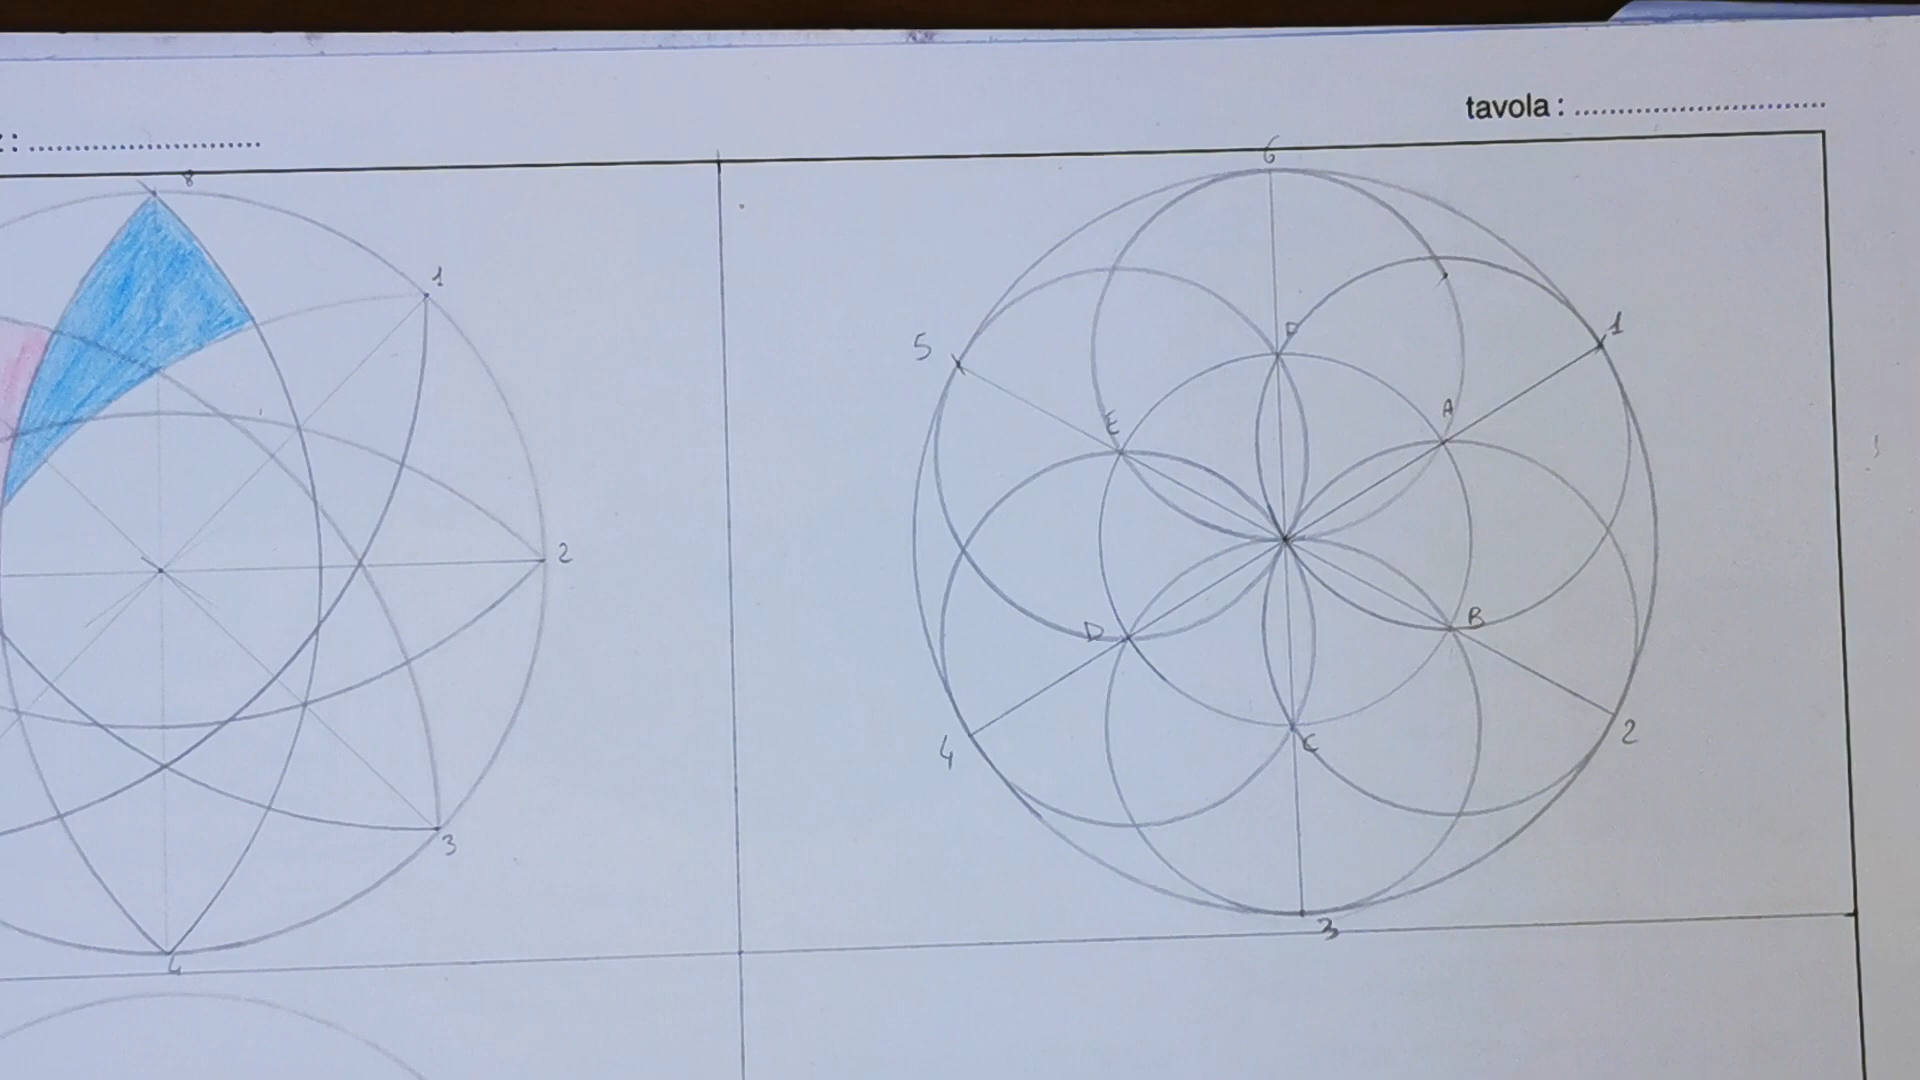 : ..............................
tavola : ..............................
8
1
2
3
4
6
1
5
F
A
E
B
D
C
2
4
3